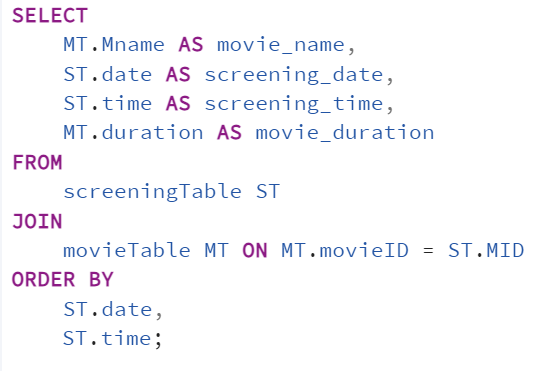 SELECT
    MT.Mname AS movie_name,
    ST.date AS screening_date,
    ST.time AS screening_time,
    MT.duration AS movie_duration
FROM
    screeningTable ST
JOIN
    movieTable MT ON MT.movieID = ST.MID
ORDER BY
    ST.date,
    ST.time;